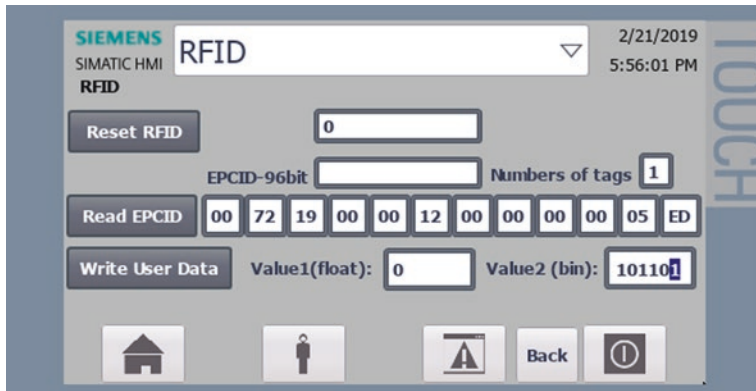 SIEMENS
SIMATIC HMI
RFID
2/21/2019
5:56:01 PM
TOUCH
RFID
Reset RFID 0
EPCID-96bit Numbers of tags 1
Read EPCID 00 72 19 00 00 12 00 00 00 00 05 ED
Write User Data Value1(float): 0 Value2 (bin): 101101
Back